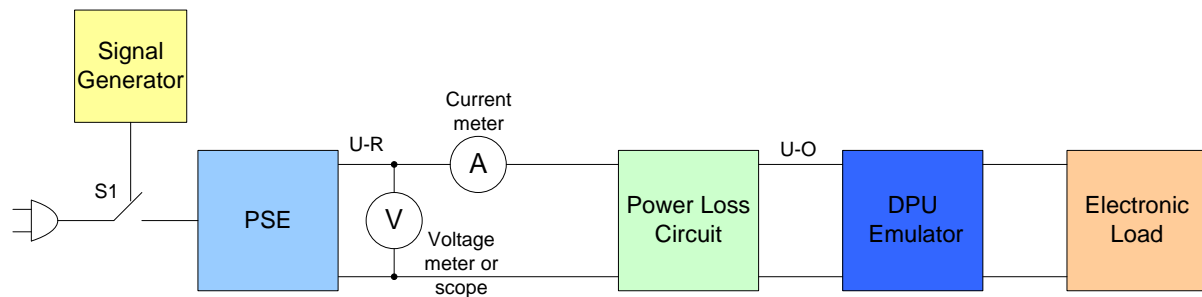 Signal
Generator
S1
PSE
U-R
Current
meter
A
V
Voltage
meter or
scope
Power Loss
Circuit
U-O
DPU
Emulator
Electronic
Load